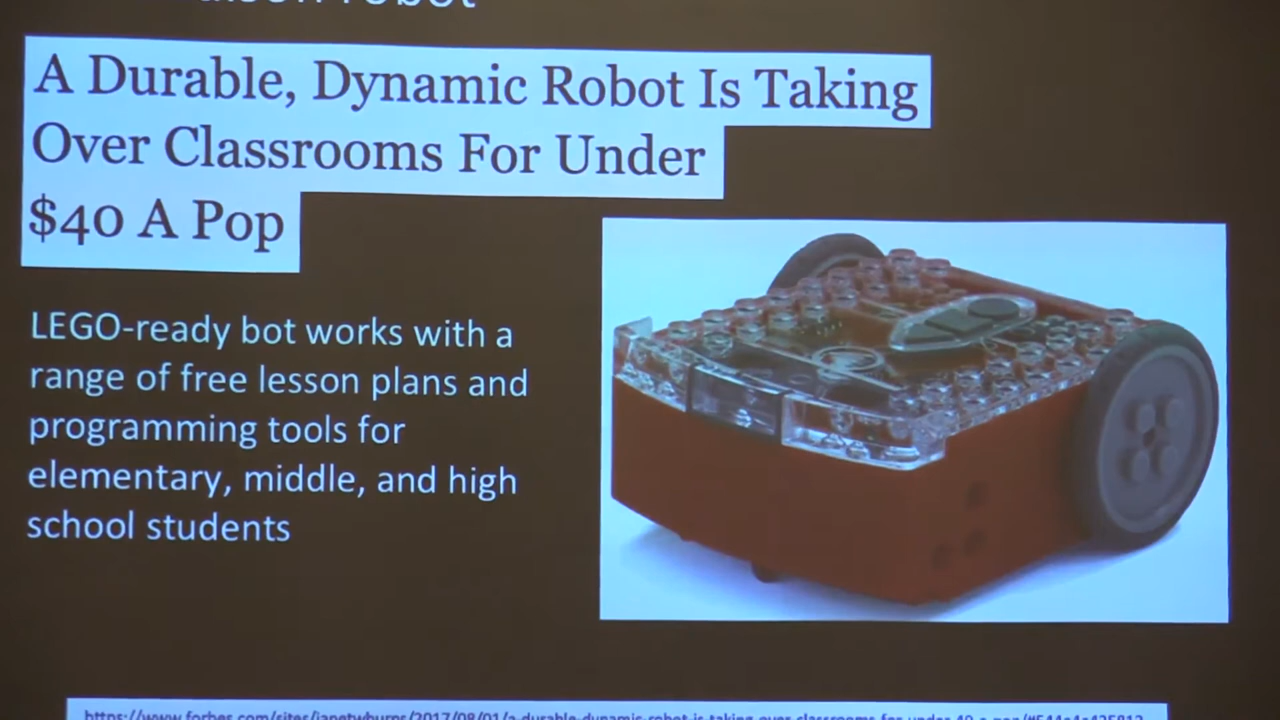 robot
A Durable, Dynamic Robot Is Taking
Over Classrooms For Under
$40 A Pop
LEGO-ready bot works with a
range of free lesson plans and
programming tools for
elementary, middle, and high
school students